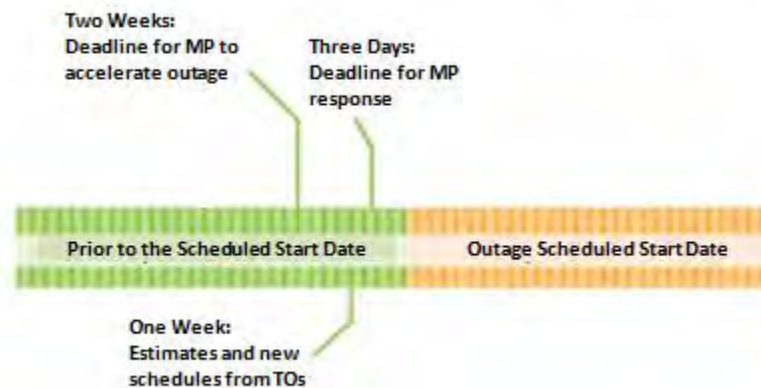 Two Weeks:
Deadline for MP to
accelerate outage
Three Days:
Deadline for MP
response
Prior to the Scheduled Start Date
Outage Scheduled Start Date
One Week:
Estimates and new
schedules from TOs